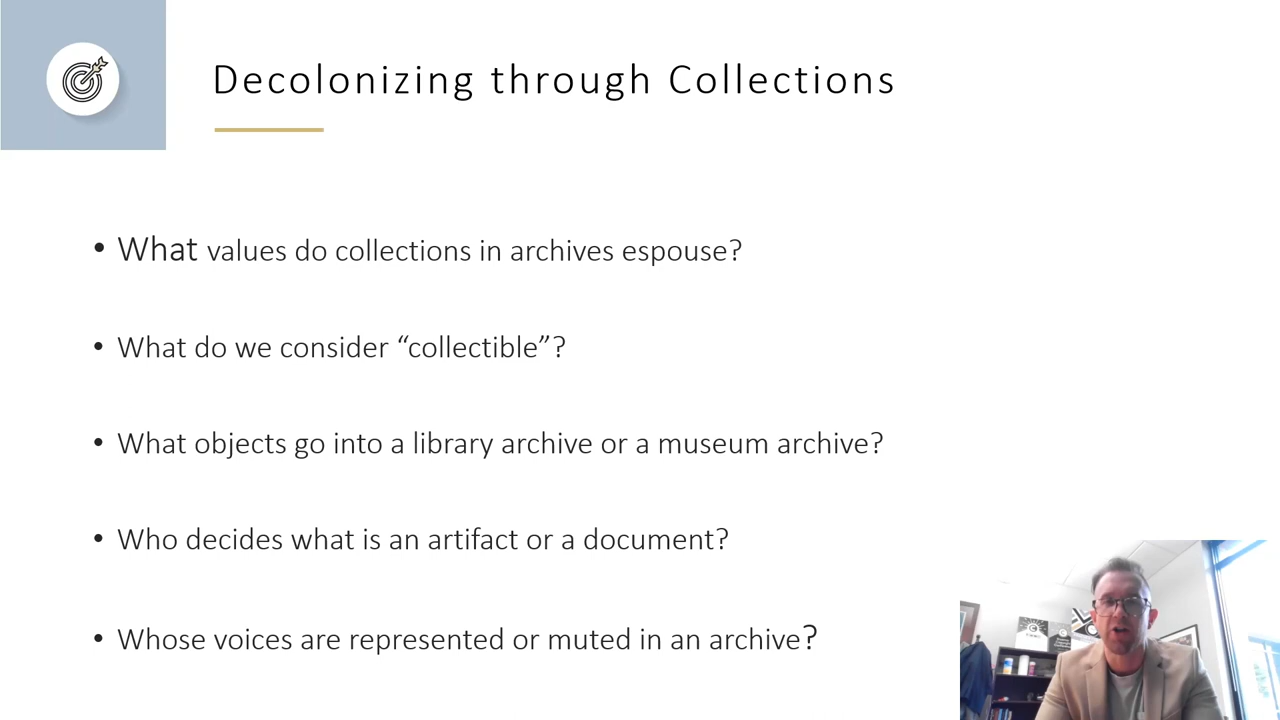 Decolonizing through Collections
• What values do collections in archives espouse?
• What do we consider “collectible”?
• What objects go into a library archive or a museum archive?
• Who decides what is an artifact or a document?
• Whose voices are represented or muted in an archive?